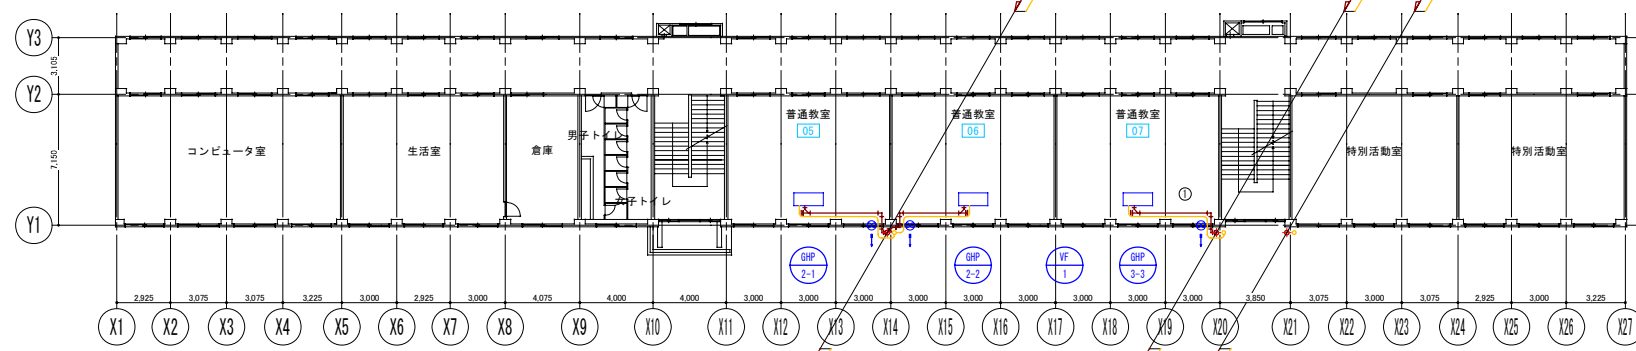 Y3
3,105
Y2
普通教室
普通教室
普通教室
05
06
07
男子トイレ
コンピュータ室
生活室
倉庫
特別活動室
特別活動室
7,150
女子トイレ
1
Y1
GHP
2-1
GHP
2-2
VF
1
GHP
3-3
2,925 3,075 3,075 3,225 3,000 2,925 3,000 4,075 4,000 4,000 3,000 3,000 3,000 3,000 3,000 3,000 3,000 3,000 3,000 3,850 3,075 3,000 3,075 2,925 3,000 3,225
X1 X2 X3 X4 X5 X6 X7 X8 X9 X10 X11 X12 X13 X14 X15 X16 X17 X18 X19 X20 X21 X22 X23 X24 X25 X26 X27